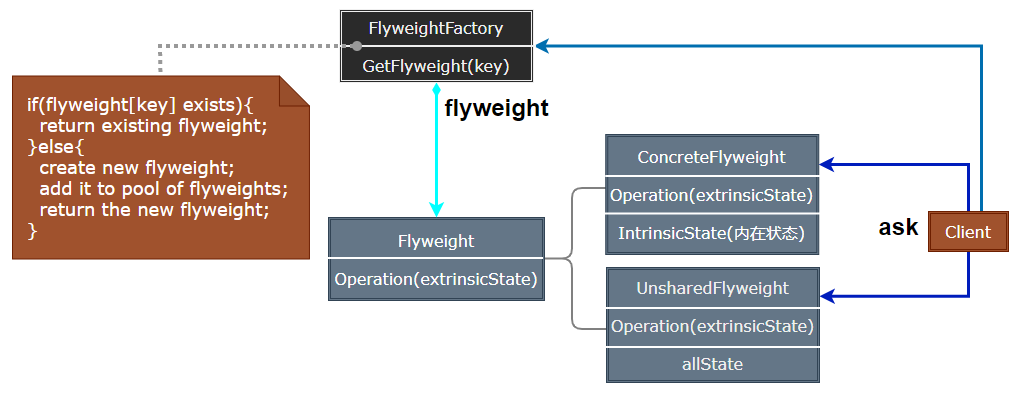 FlyweightFactory
GetFlyweight(key)
if(flyweight[key] exists){
return existing flyweight;
}else{
create new flyweight;
add it to pool of flyweights;
return the new flyweight;
}
flyweight
Flyweight
Operation(extrinsicState)
ConcreteFlyweight
Operation(extrinsicState)
IntrinsicState(内在状态)
UnsharedFlyweight
Operation(extrinsicState)
allState
ask
Client